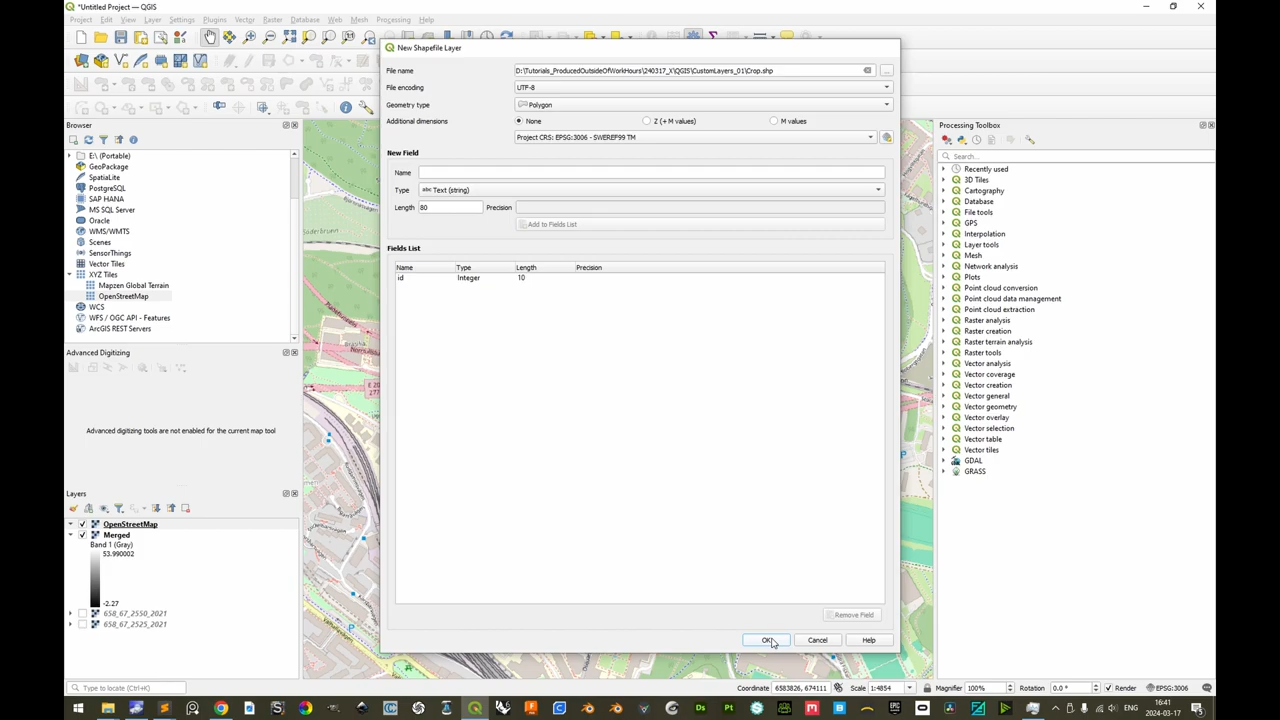 *Untitled Project — QGIS
Project Edit View Layer Settings Plugins Vector Raster Database Web Mesh Processing Help
New Shapefile Layer
File name D:\Tutorials_ProducedOutsideOfWorkHours\240317_X\QGIS\CustomLayers_01\Crop.shp
File encoding UTF-8
Geometry type Polygon
Additional dimensions None Z (+ M values) M values
Project CRS: EPSG:3006 - SWEREF99 TM
New Field
Name
Type abc Text (string)
Length 80 Precision
Add to Fields List
Fields List
Name Type Length Precision
id Integer 10
Remove Field
OK Cancel Help
Browser
E:\ (Portable)
GeoPackage
SpatiaLite
PostgreSQL
SAP HANA
MS SQL Server
Oracle
WMS/WMTS
Scenes
SensorThings
Vector Tiles
XYZ Tiles
Mapzen Global Terrain
OpenStreetMap
WCS
WFS / OGC API - Features
ArcGIS REST Servers
Advanced Digitizing
Advanced digitizing tools are not enabled for the current map tool
Layers
OpenStreetMap
Merged
Band 1 (Gray)
53.990002
-2.27
658_67_2550_2021
658_67_2525_2021
Processing Toolbox
Search...
Recently used
3D Tiles
Cartography
Database
File tools
GPS
Interpolation
Layer tools
Mesh
Network analysis
Plots
Point cloud conversion
Point cloud data management
Point cloud extraction
Raster analysis
Raster creation
Raster terrain analysis
Raster tools
Vector analysis
Vector coverage
Vector creation
Vector general
Vector geometry
Vector overlay
Vector selection
Vector table
Vector tiles
GDAL
GRASS
Type to locate (Ctrl+K)
Coordinate 6583826, 674111 Scale 1:4854 Magnifier 100% Rotation 0.0 ° Render EPSG:3006
16:41
2024-03-17